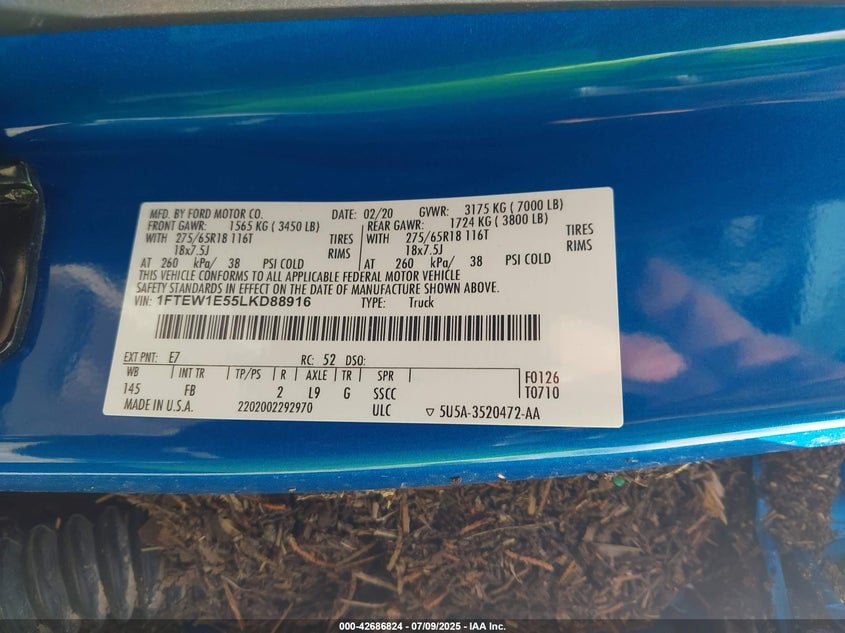 MFD. BY FORD MOTOR CO. DATE: 02/20 GVWR: 3175 KG ( 7000 LB)
FRONT GAWR: 1565 KG ( 3450 LB) REAR GAWR: 1724 KG ( 3800 LB)
WITH 275/65R18 116T TIRES WITH 275/65R18 116T TIRES
18x7.5J RIMS 18x7.5J RIMS
AT 260 kPa/ 38 PSI COLD AT 260 kPa/ 38 PSI COLD
THIS VEHICLE CONFORMS TO ALL APPLICABLE FEDERAL MOTOR VEHICLE
SAFETY STANDARDS IN EFFECT ON THE DATE OF MANUFACTURE SHOWN ABOVE.
VIN: 1FTEW1E55LKD88916 TYPE: Truck
EXT PNT: E7 RC: 52 DSO:
WB INT TR TP/PS R AXLE TR SPR F0126
145 FB 2 L9 G SSCC T0710
MADE IN U.S.A. 2202002292970 ULC ▽ 5U5A-3520472-AA
000-42686824 | 07/09/2025 - IAA Inc.